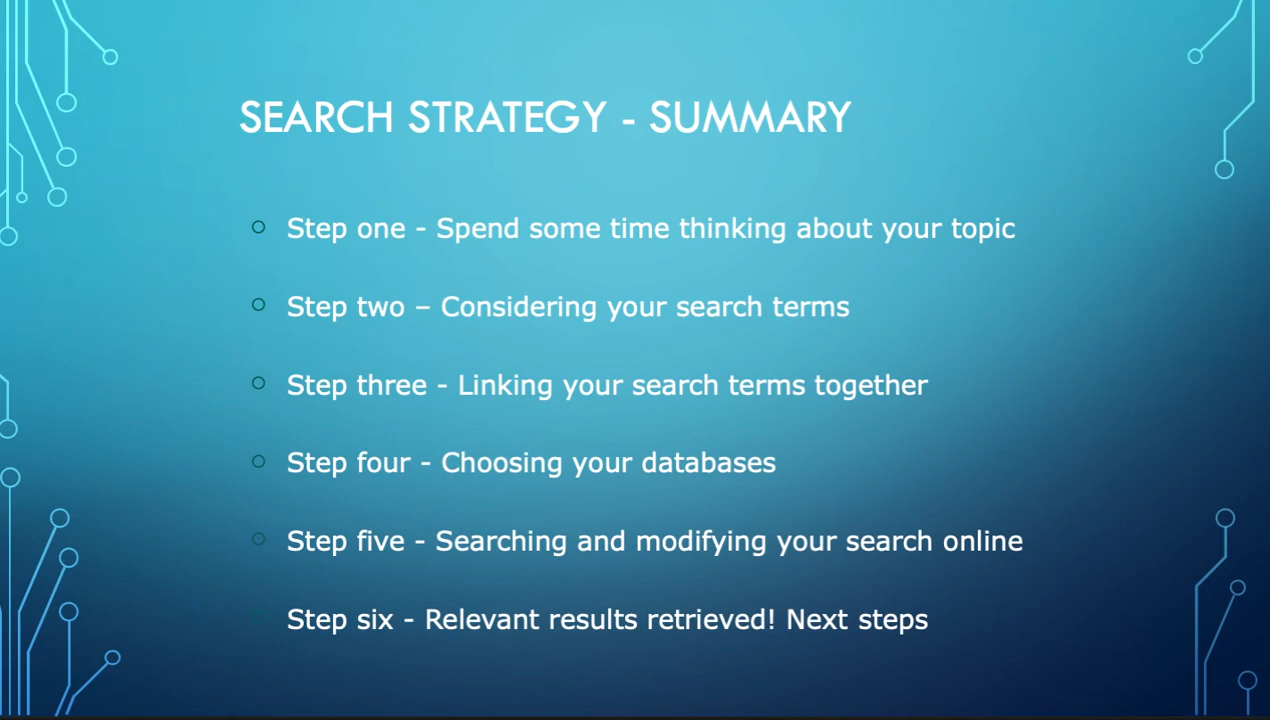 SEARCH STRATEGY - SUMMARY
Step one - Spend some time thinking about your topic
Step two – Considering your search terms
Step three - Linking your search terms together
Step four - Choosing your databases
Step five - Searching and modifying your search online
Step six - Relevant results retrieved! Next steps